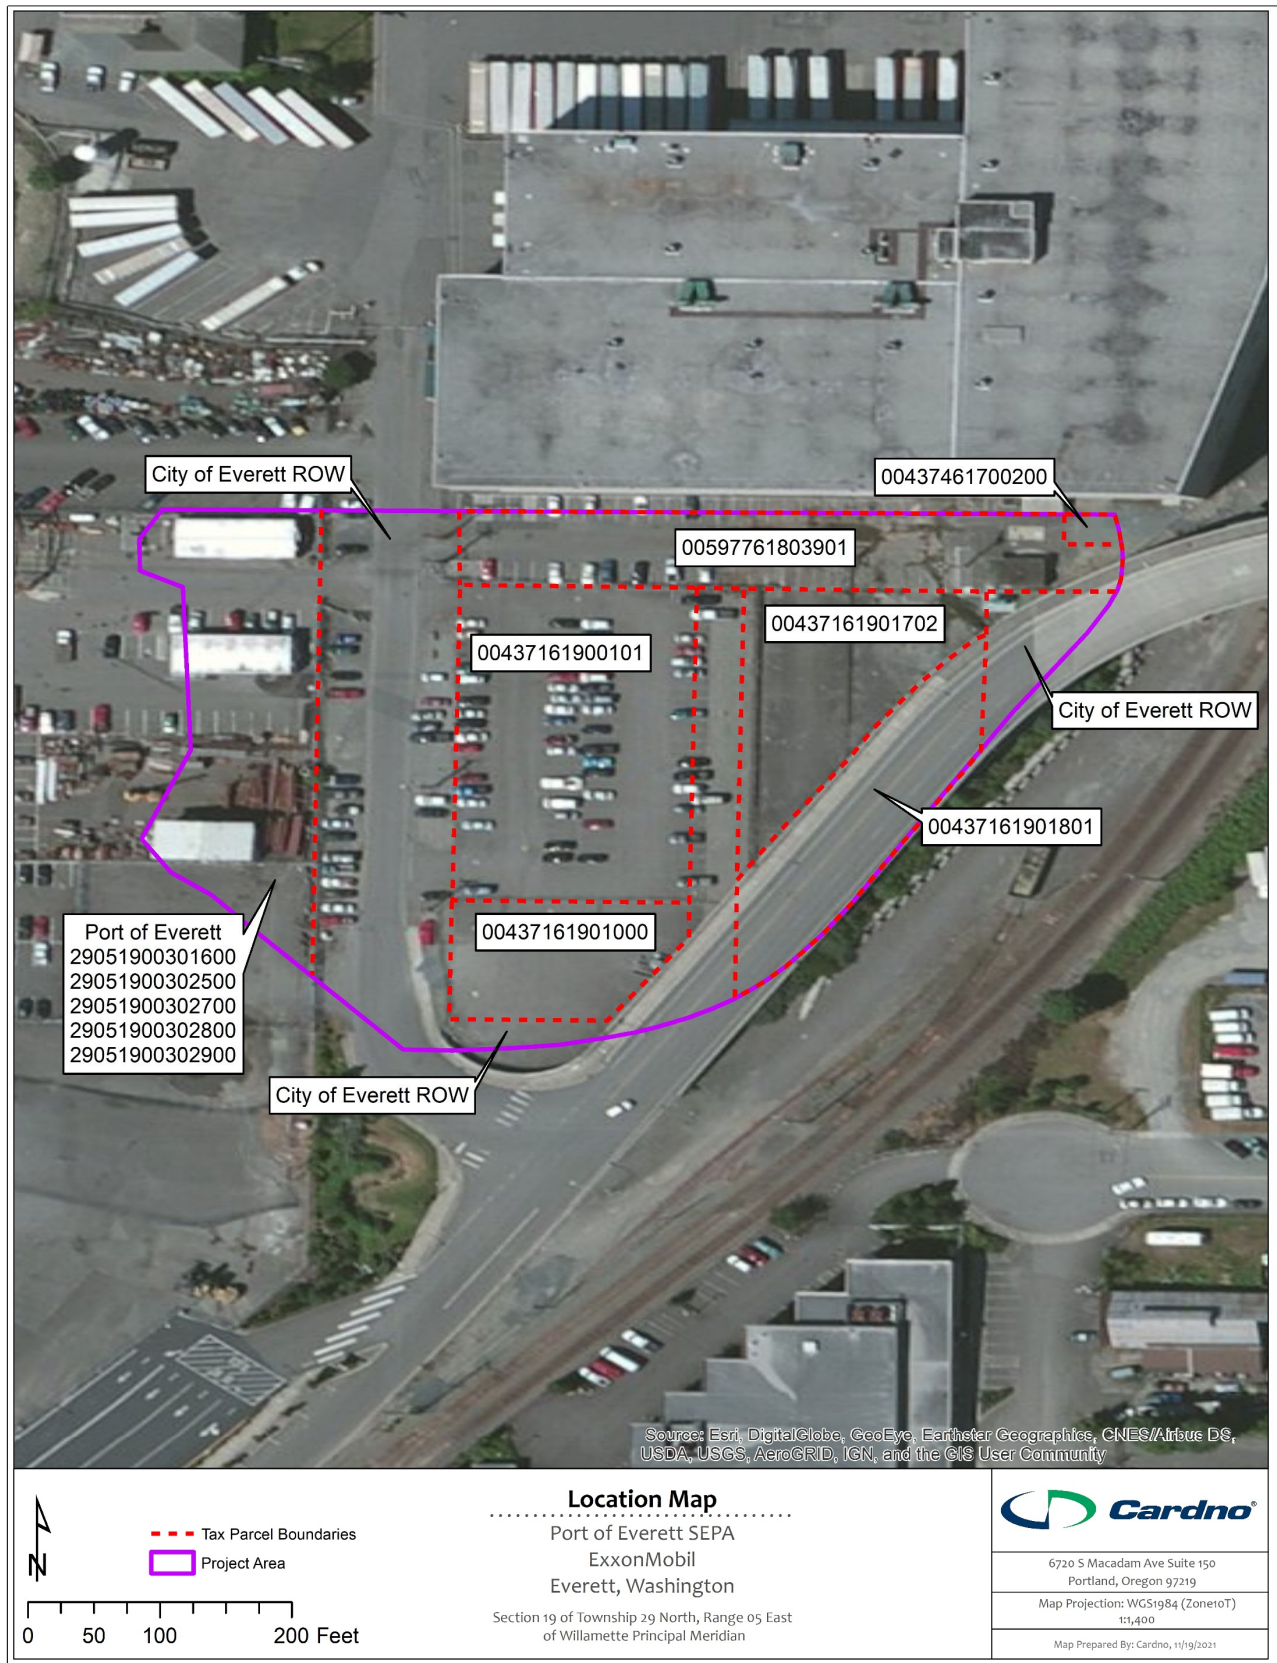 City of Everett ROW
00437461700200
00597761803901
00437161901702
00437161900101
City of Everett ROW
00437161901801
00437161901000
Port of Everett
29051900301600
29051900302500
29051900302700
29051900302800
29051900302900
City of Everett ROW
Source: Esri, DigitalGlobe, GeoEye, Earthstar Geographics, CNES/Airbus DS,
USDA, USGS, AeroGRID, IGN, and the GIS User Community
N
Tax Parcel Boundaries
Project Area
0 50 100 200 Feet
Location Map
Port of Everett SEPA
ExxonMobil
Everett, Washington
Section 19 of Township 29 North, Range 05 East
of Willamette Principal Meridian
Cardno®
6720 S Macadam Ave Suite 150
Portland, Oregon 97219
Map Projection: WGS1984 (Zone10T)
1:1,400
Map Prepared By: Cardno, 11/19/2021